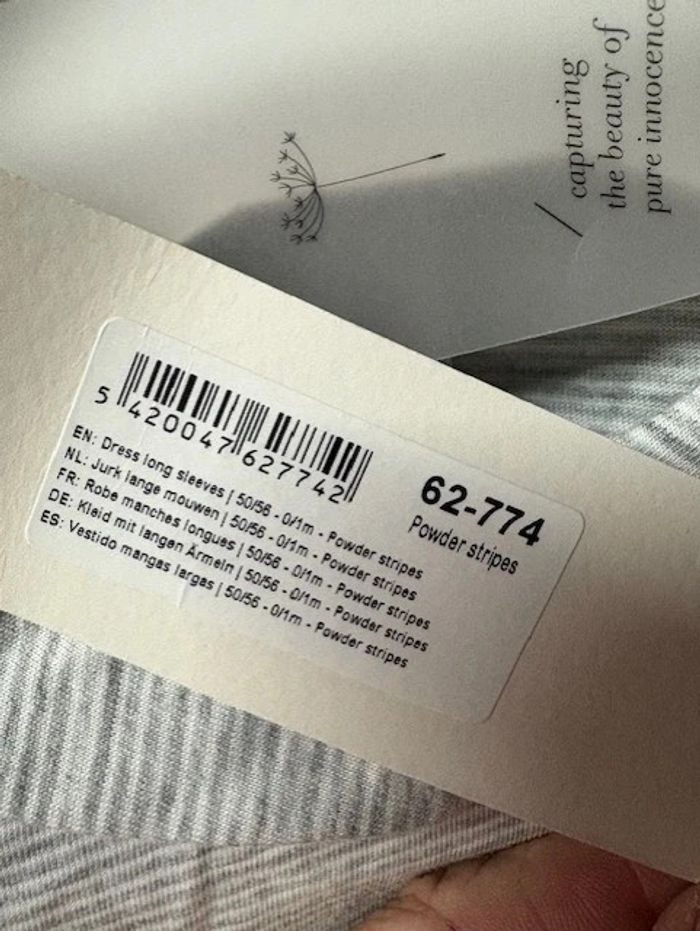 capturing
the beauty of
pure innocence
5 420047 627742
62-774
Powder stripes
EN: Dress long sleeves | 50/56 - 0/1m - Powder stripes
NL: Jurk lange mouwen | 50/56 - 0/1m - Powder stripes
FR: Robe manches longues | 50/56 - 0/1m - Powder stripes
DE: Kleid mit langen Ärmeln | 50/56 - 0/1m - Powder stripes
ES: Vestido mangas largas | 50/56 - 0/1m - Powder stripes